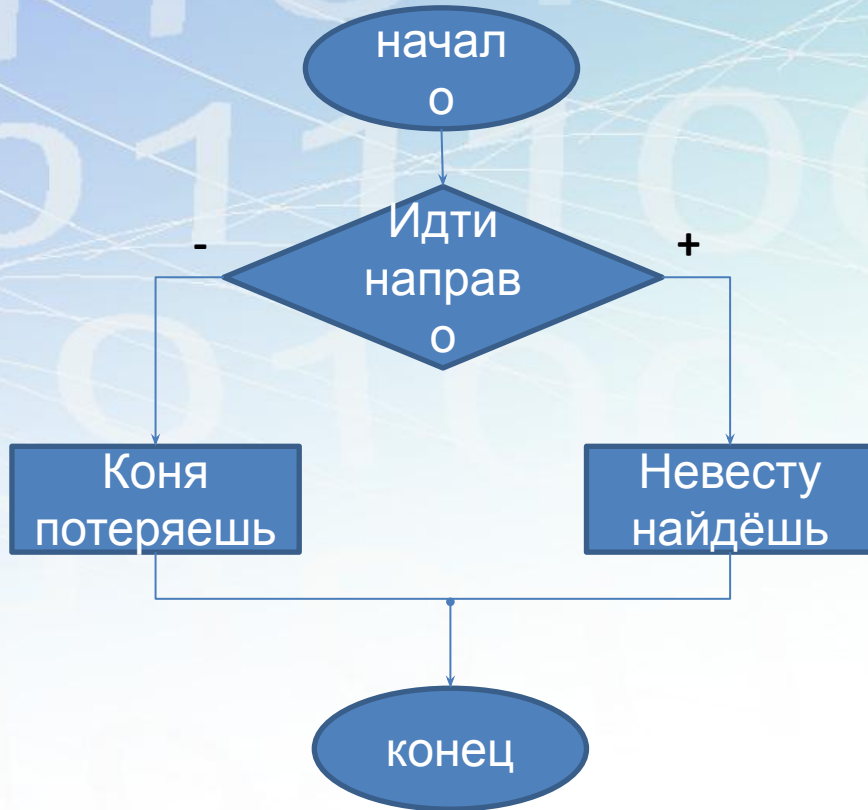 начал
о
Идти
направ
о
-
+
Коня
потеряешь
Невесту
найдёшь
конец